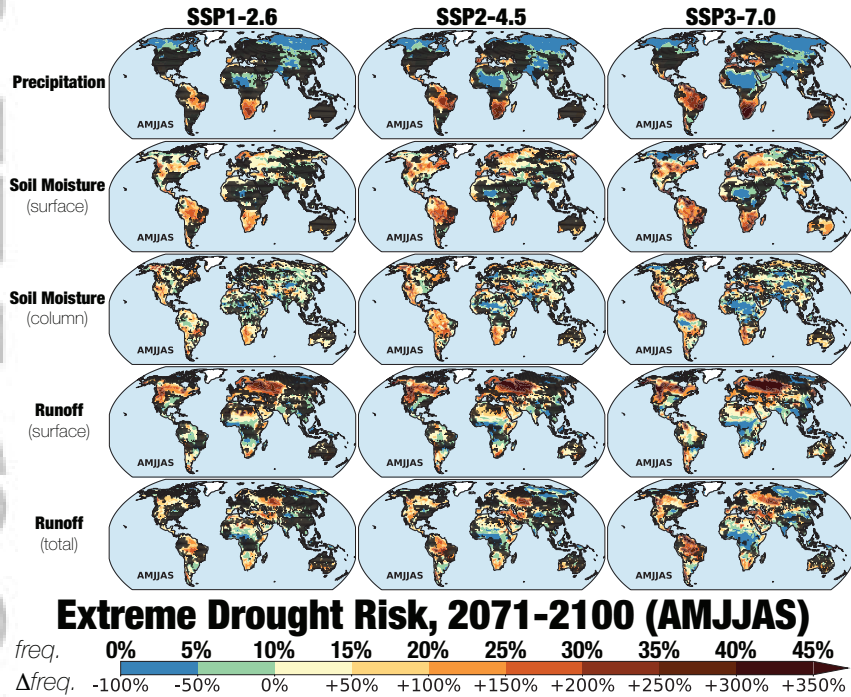 SSP1-2.6 SSP2-4.5 SSP3-7.0
Precipitation
AMJJAS AMJJAS AMJJAS
Soil Moisture
(surface)
AMJJAS AMJJAS AMJJAS
Soil Moisture
(column)
AMJJAS AMJJAS AMJJAS
Runoff
(surface)
AMJJAS AMJJAS AMJJAS
Runoff
(total)
AMJJAS AMJJAS AMJJAS
Extreme Drought Risk, 2071-2100 (AMJJAS)
freq. 0% 5% 10% 15% 20% 25% 30% 35% 40% 45%
Δfreq. -100% -50% 0% +50% +100% +150% +200% +250% +300% +350%